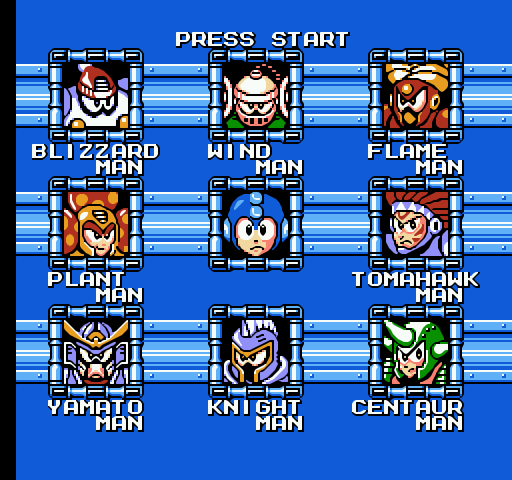 PRESS START
BLIZZARD MAN
WIND MAN
FLAME MAN
PLANT MAN
TOMAHAWK MAN
YAMATO MAN
KNIGHT MAN
CENTAUR MAN